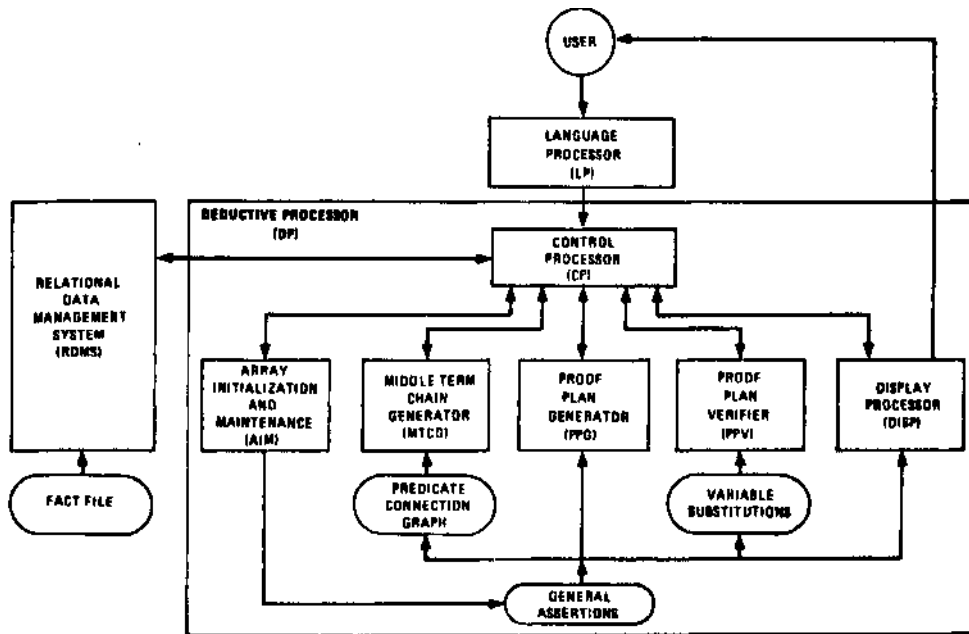 USER
LANGUAGE
PROCESSOR
(LP)
DEDUCTIVE PROCESSOR
(DP)
CONTROL
PROCESSOR
(CP)
RELATIONAL
DATA
MANAGEMENT
SYSTEM
(RDMS)
ARRAY
INITIALIZATION
AND
MAINTENANCE
(AIM)
MIDDLE TERM
CHAIN
GENERATOR
(MTCG)
PROOF
PLAN
GENERATOR
(PPG)
PROOF
PLAN
VERIFIER
(PPV)
DISPLAY
PROCESSOR
(DISP)
FACT FILE
PREDICATE
CONNECTION
GRAPH
VARIABLE
SUBSTITUTIONS
GENERAL
ASSERTIONS